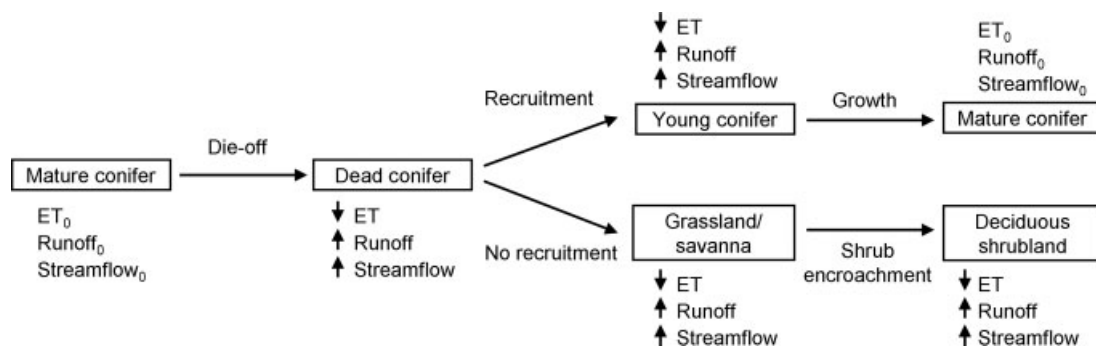 Mature conifer
ET₀
Runoff₀
Streamflow₀
Die-off
Dead conifer
↓ ET
↑ Runoff
↑ Streamflow
Recruitment
↓ ET
↑ Runoff
↑ Streamflow
Young conifer
Growth
ET₀
Runoff₀
Streamflow₀
Mature conifer
No recruitment
Grassland/
savanna
↓ ET
↑ Runoff
↑ Streamflow
Shrub
encroachment
Deciduous
shrubland
↓ ET
↑ Runoff
↑ Streamflow